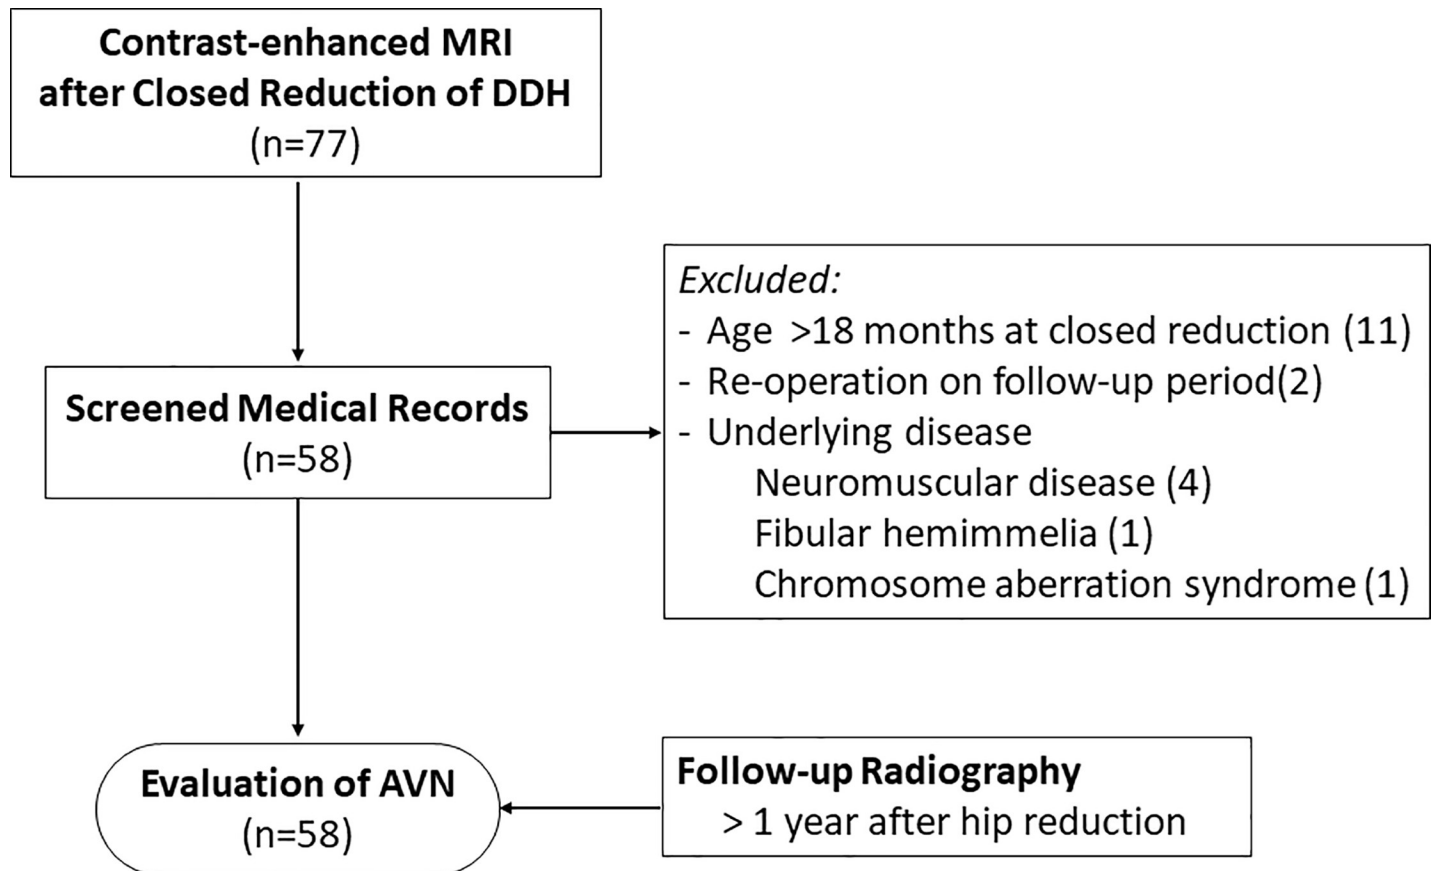 Contrast-enhanced MRI
after Closed Reduction of DDH
(n=77)
Excluded:
- Age >18 months at closed reduction (11)
- Re-operation on follow-up period(2)
- Underlying disease
Neuromuscular disease (4)
Fibular hemimmelia (1)
Chromosome aberration syndrome (1)
Screened Medical Records
(n=58)
Evaluation of AVN
(n=58)
Follow-up Radiography
> 1 year after hip reduction